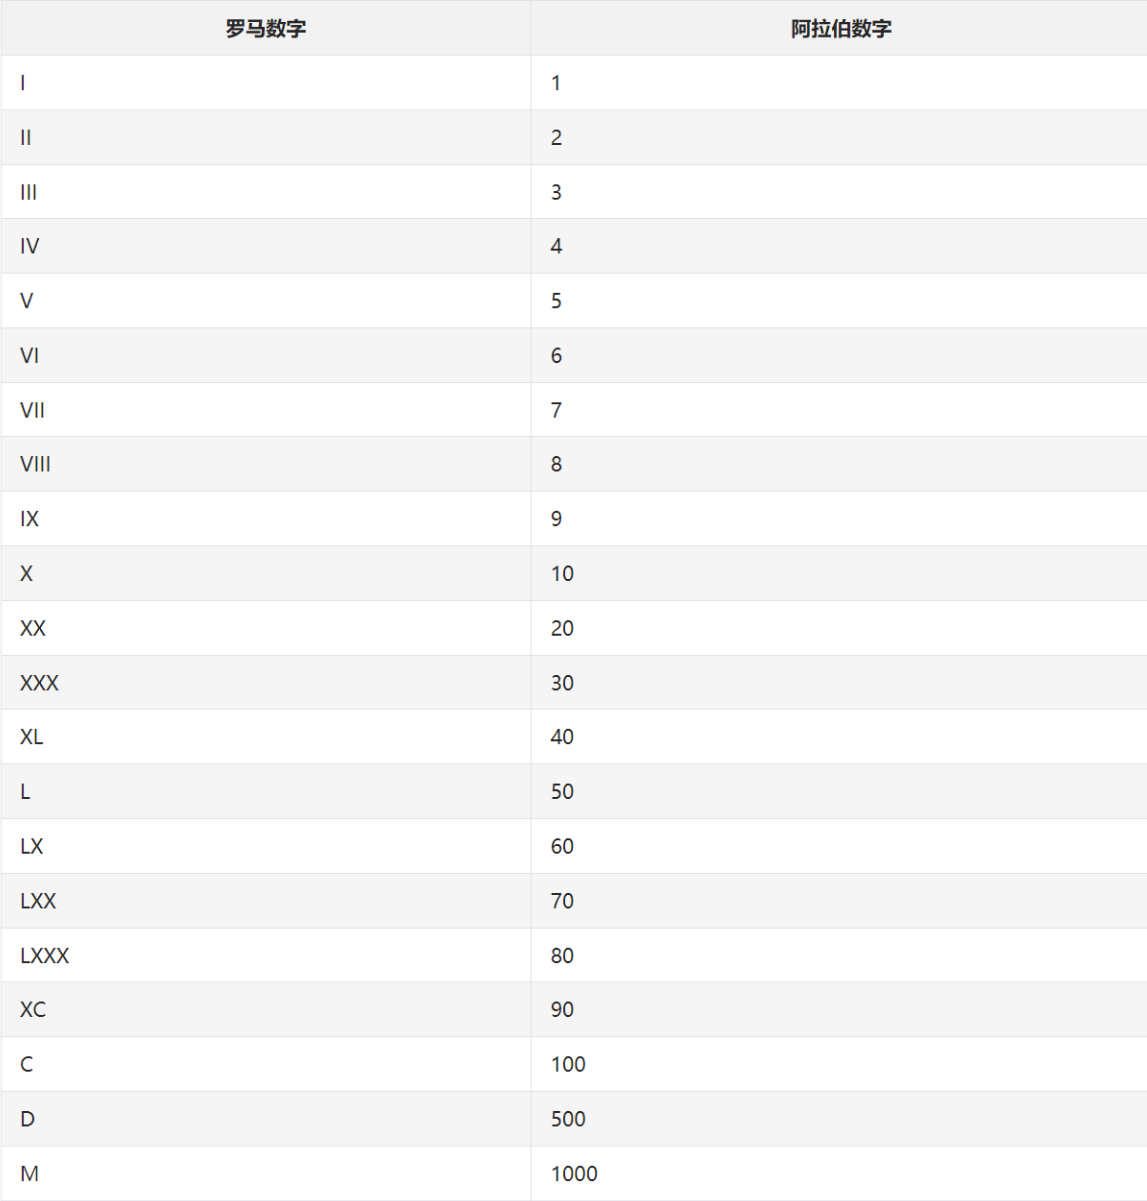 罗马数字 阿拉伯数字
I 1
II 2
III 3
IV 4
V 5
VI 6
VII 7
VIII 8
IX 9
X 10
XX 20
XXX 30
XL 40
L 50
LX 60
LXX 70
LXXX 80
XC 90
C 100
D 500
M 1000